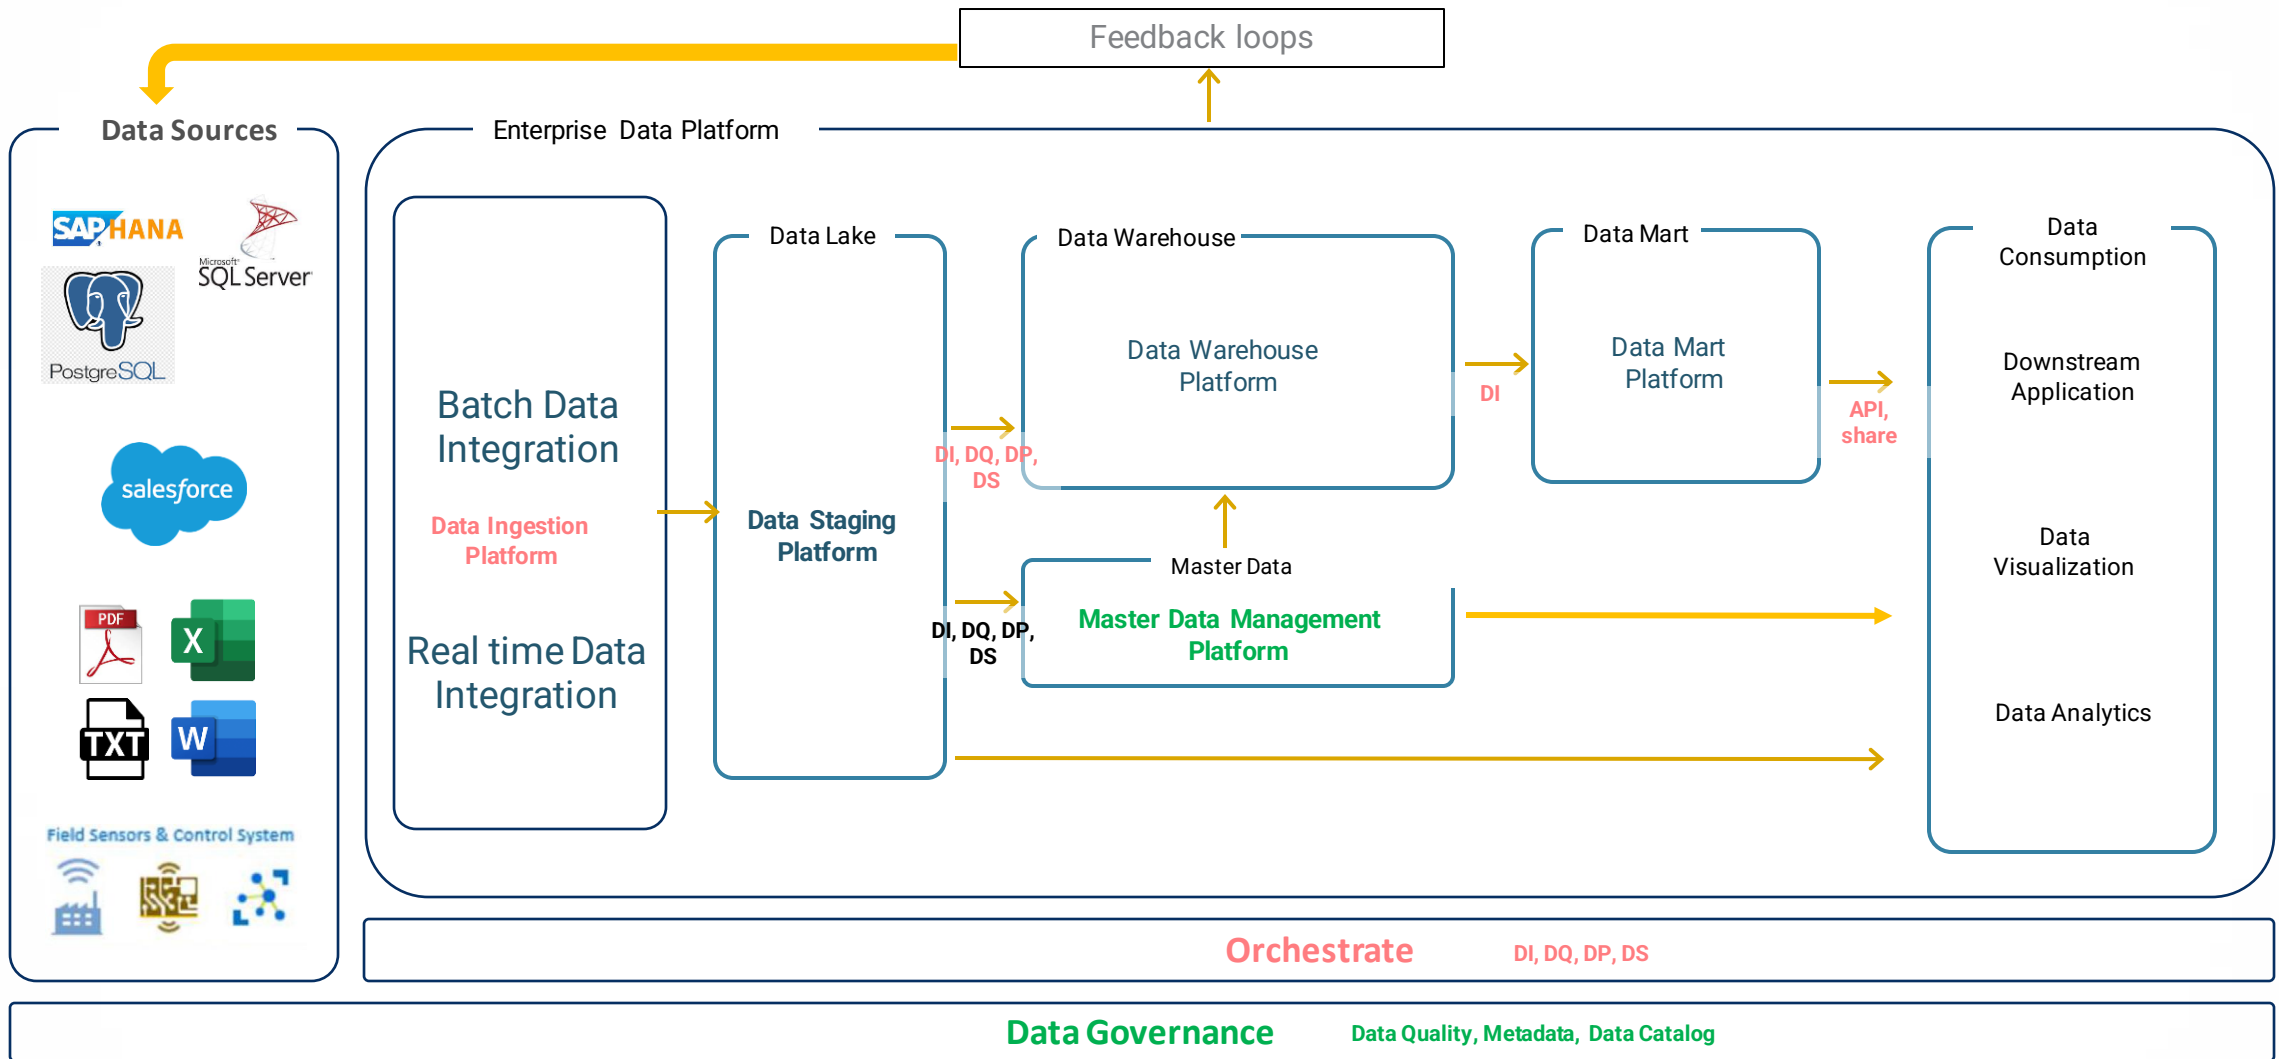 Feedback loops
Data Sources
SAP HANA
Microsoft
SQL Server
PostgreSQL
salesforce
PDF
X
TXT
W
Field Sensors & Control System
Enterprise Data Platform
Batch Data
Integration
Data Ingestion
Platform
Real time Data
Integration
Data Lake
Data Staging
Platform
DI, DQ, DP,
DS
DI, DQ, DP,
DS
Data Warehouse
Data Warehouse
Platform
Master Data
Master Data Management
Platform
DI
Data Mart
Data Mart
Platform
API,
share
Data
Consumption
Downstream
Application
Data
Visualization
Data Analytics
Orchestrate DI, DQ, DP, DS
Data Governance Data Quality, Metadata, Data Catalog